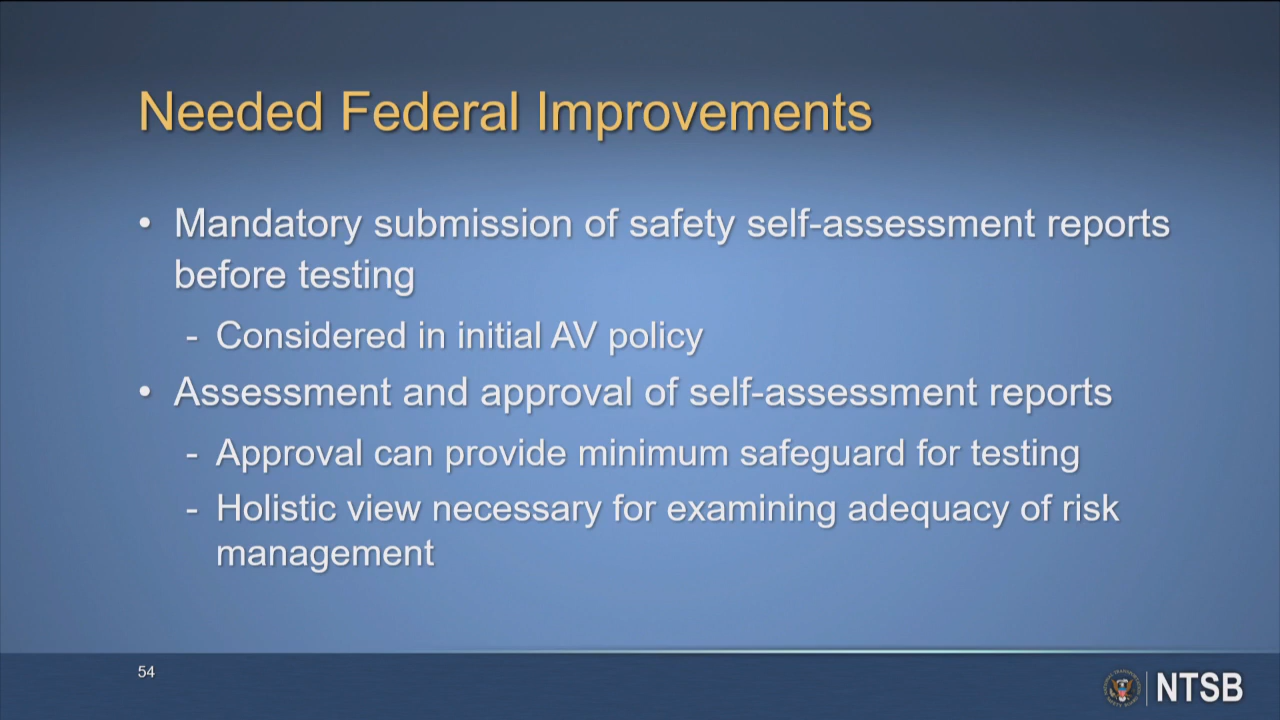 Needed Federal Improvements
• Mandatory submission of safety self-assessment reports
before testing
- Considered in initial AV policy
• Assessment and approval of self-assessment reports
- Approval can provide minimum safeguard for testing
- Holistic view necessary for examining adequacy of risk
management
54
NTSB